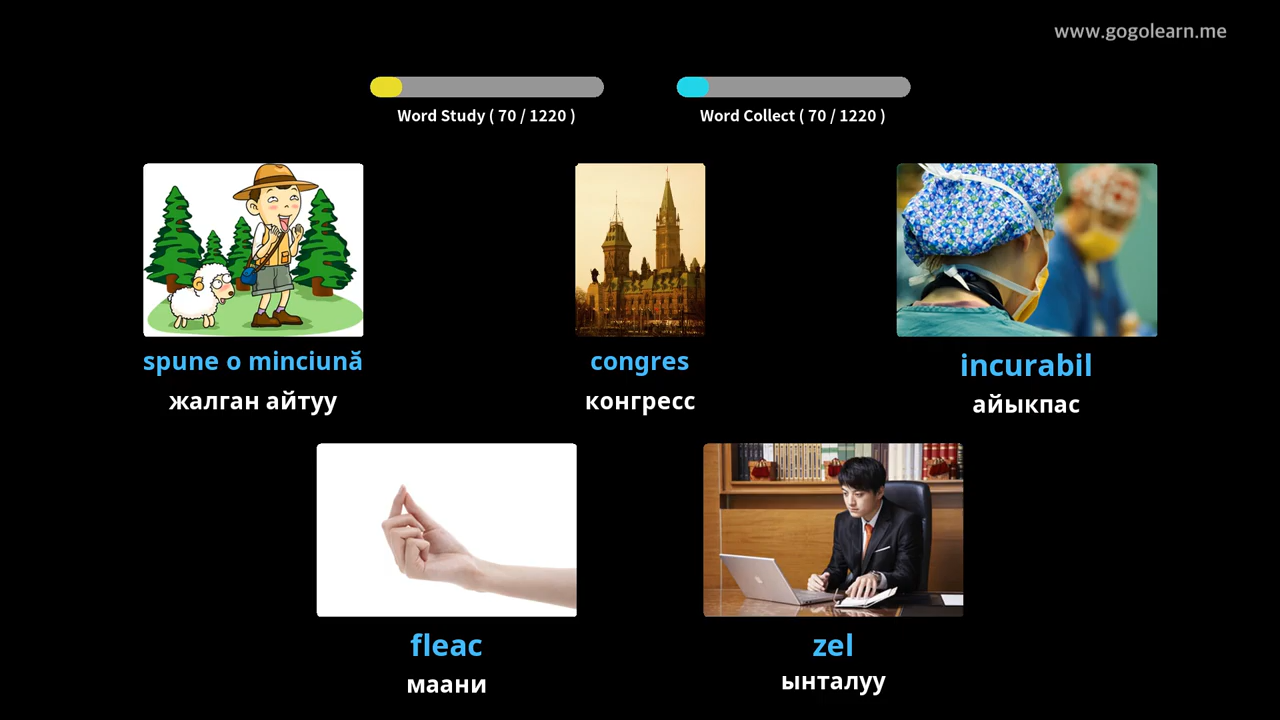 www.gogolearn.me
Word Study ( 70 / 1220 )
Word Collect ( 70 / 1220 )
spune o minciună
жалган айтуу
congres
конгресс
incurabil
айыкпас
fleac
маани
zel
ынталуу